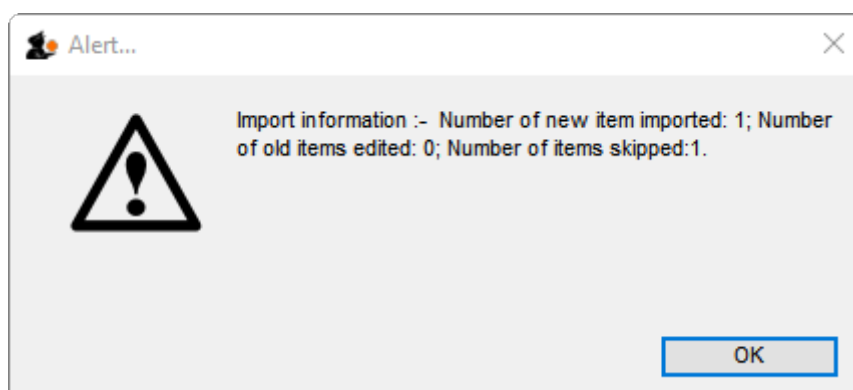 Alert...
Import information :-  Number of new item imported: 1; Number
of old items edited: 0; Number of items skipped:1.
OK